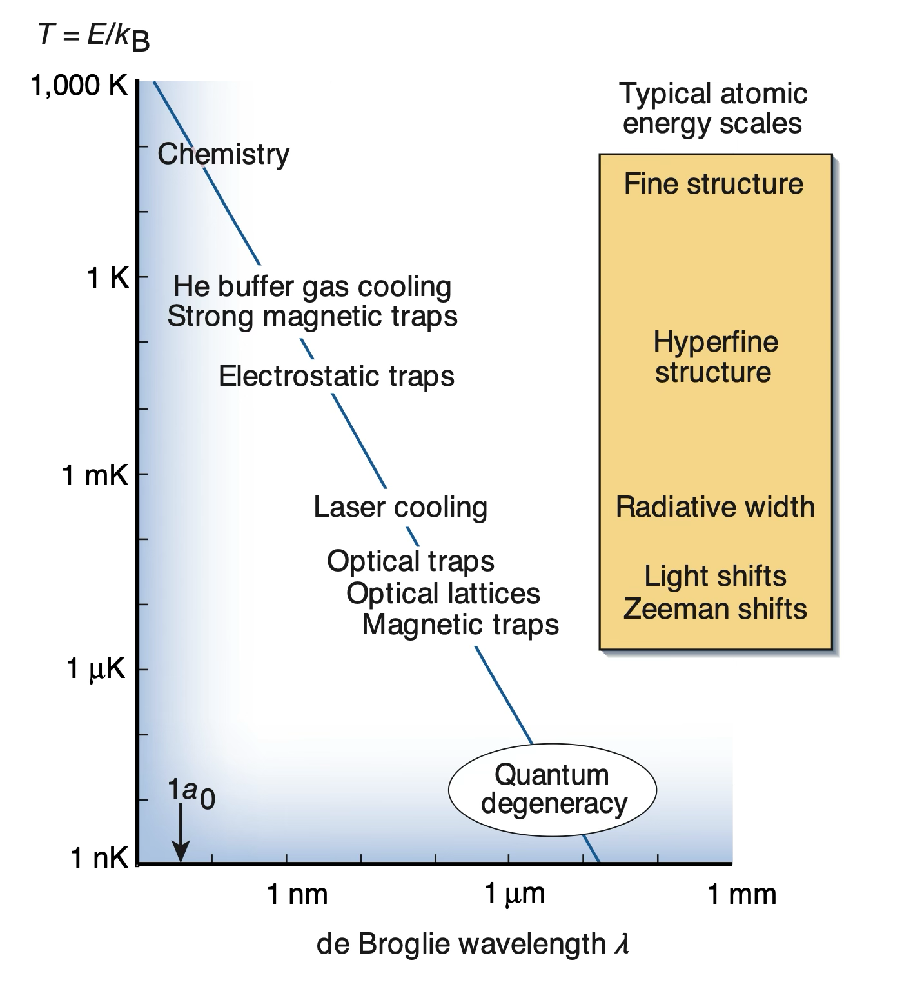 T = E/kB
1,000 K
1 K
1 mK
1 μK
1 nK
Chemistry
He buffer gas cooling
Strong magnetic traps
Electrostatic traps
Laser cooling
Optical traps
Optical lattices
Magnetic traps
Quantum
degeneracy
1a0
1 nm
1 μm
1 mm
de Broglie wavelength λ
Typical atomic
energy scales
Fine structure
Hyperfine
structure
Radiative width
Light shifts
Zeeman shifts